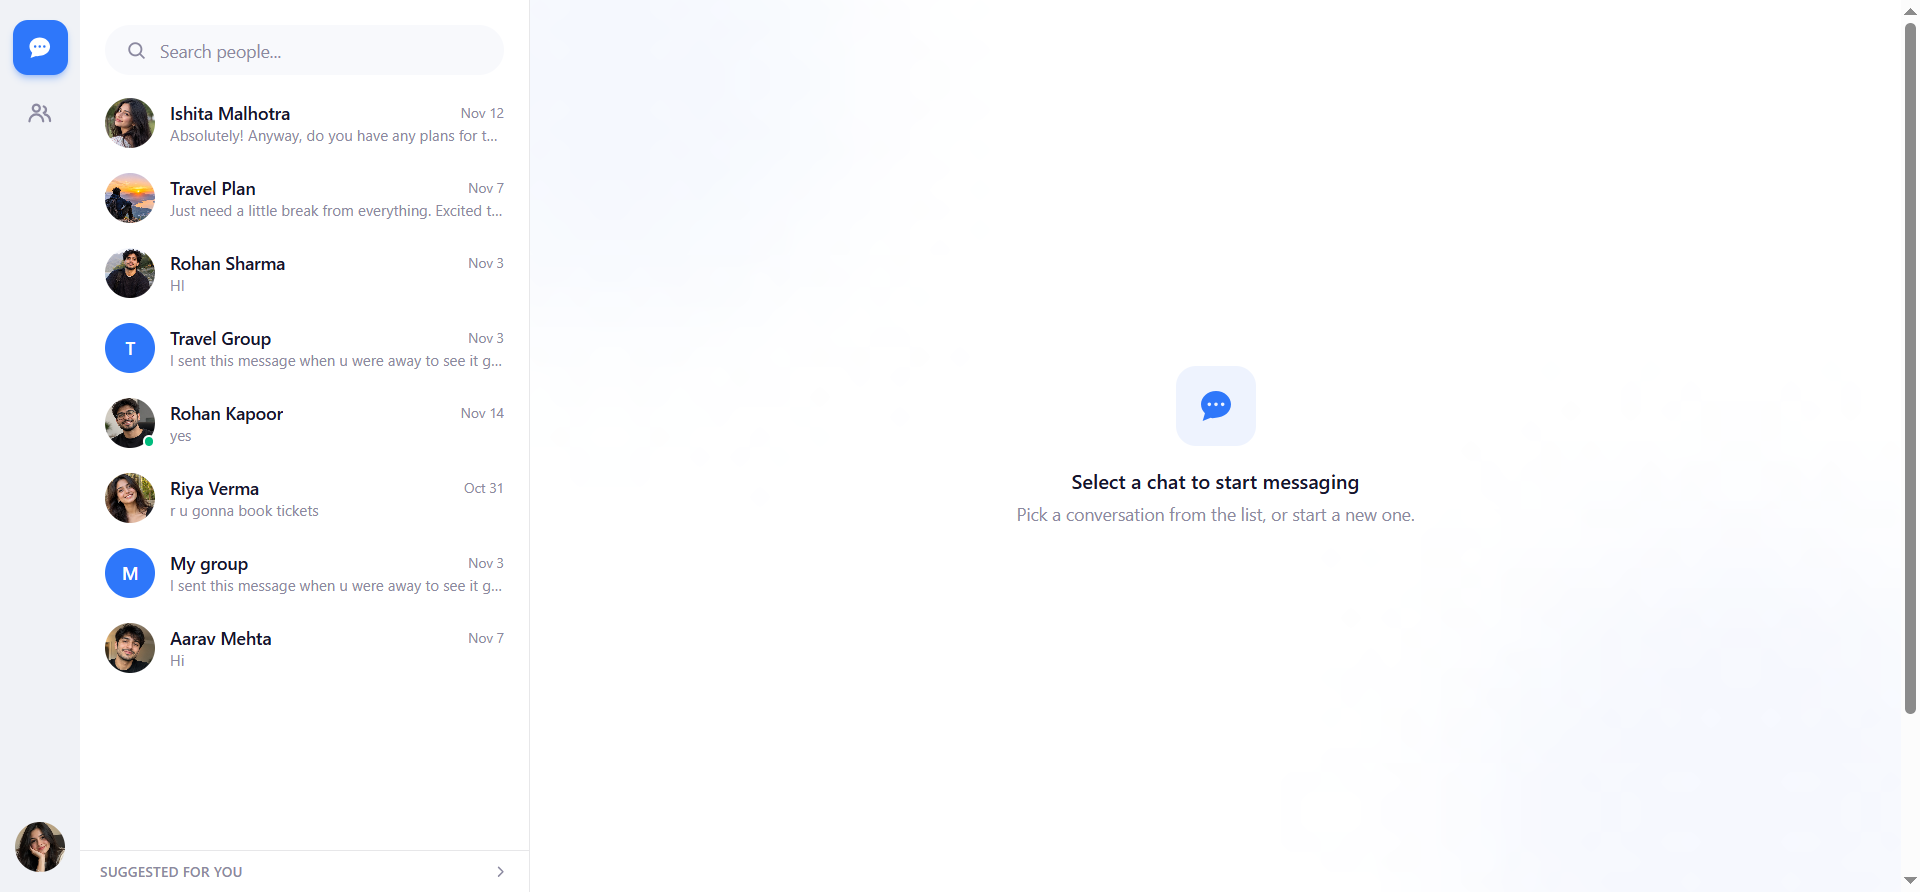 Search people...
Ishita Malhotra
Nov 12
Absolutely! Anyway, do you have any plans for t...
Travel Plan
Nov 7
Just need a little break from everything. Excited t...
Rohan Sharma
Nov 3
HI
T
Travel Group
Nov 3
I sent this message when u were away to see it g...
Rohan Kapoor
Nov 14
yes
Riya Verma
Oct 31
r u gonna book tickets
M
My group
Nov 3
I sent this message when u were away to see it g...
Aarav Mehta
Nov 7
Hi
SUGGESTED FOR YOU
Select a chat to start messaging
Pick a conversation from the list, or start a new one.